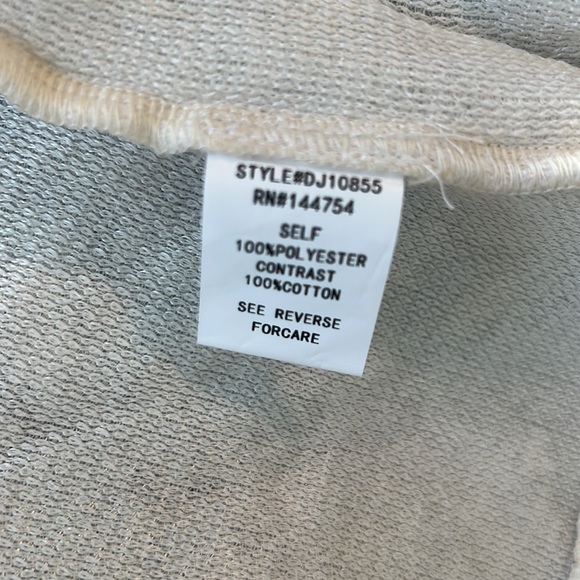 STYLE#DJ10855
RN#144754
SELF
100%POLYESTER
CONTRAST
100%COTTON
SEE REVERSE
FORCARE